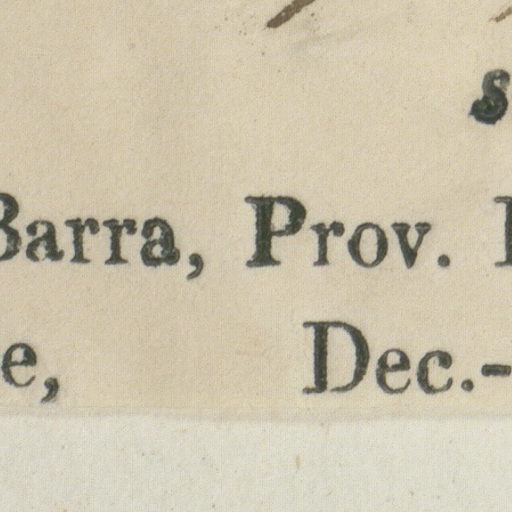 s
Barra, Prov.
e, Dec.-